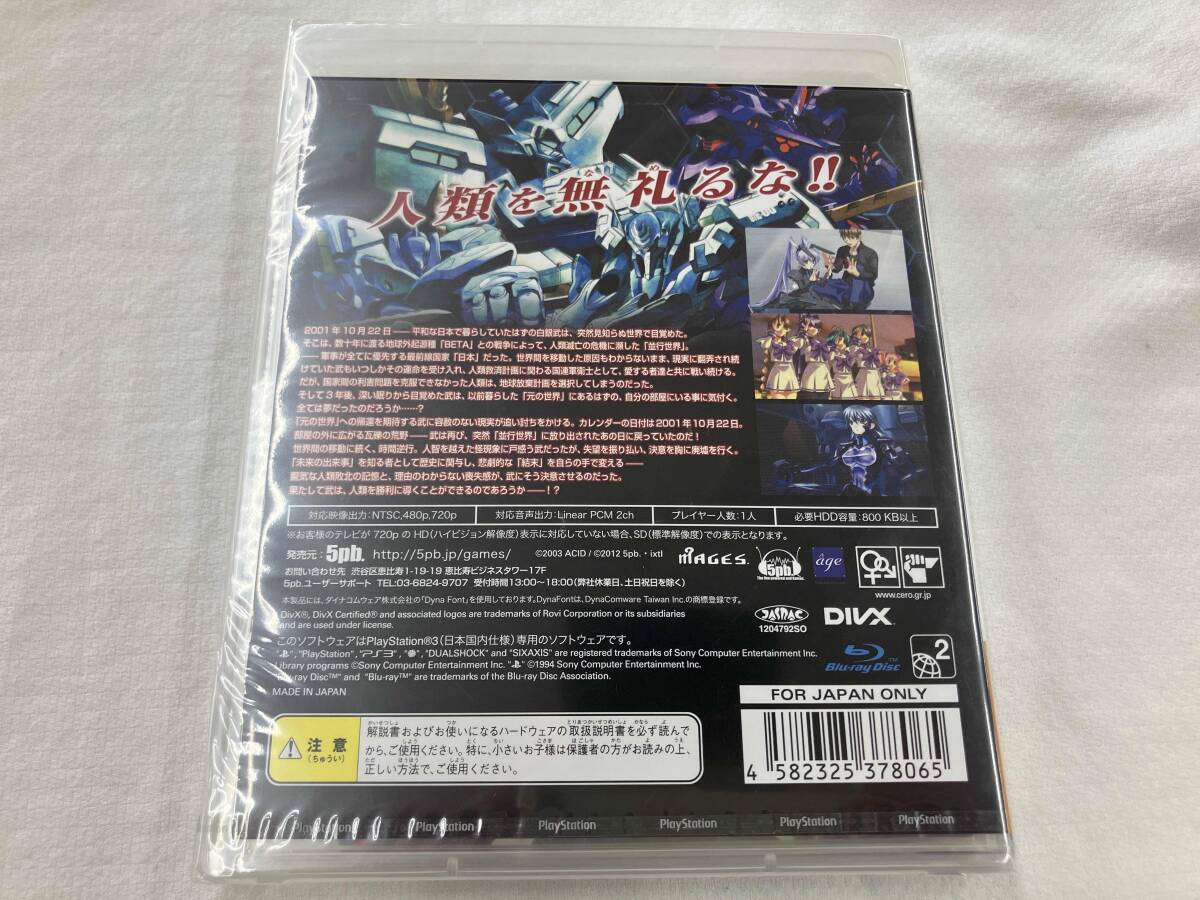 人類を無礼るな!!
な め
2001年10月22日——平和な日本で暮らしていたはずの白銀武は、突然見知らぬ世界で目覚めた。
そこは、数十年に渡る地球外起源種「BETA」との戦争によって、人類滅亡の危機に瀕した「並行世界」。
——軍事が全てに優先する最前線国家「日本」だった。世界間を移動した原因もわからないまま、現実に翻弄され続
けていた武もいつしかその運命を受け入れ、人類救済計画に関わる国連軍衛士として、愛する者達と共に戦い続ける。
だが、国家間の利害問題を克服できなかった人類は、地球放棄計画を選択してしまうのだった。
そして3年後、深い眠りから目覚めた武は、以前暮らした「元の世界」にあるはずの、自分の部屋にいる事に気付く。
全ては夢だったのだろうか……?
「元の世界」への帰還を期待する武に容赦のない現実が追い討ちをかける。カレンダーの日付は2001年10月22日。
部屋の外に広がる瓦礫の荒野——武は再び、突然「並行世界」に放り出されたあの日に戻っていたのだ!
世界間の移動に続く、時間逆行。人智を越えた怪現象に戸惑う武だったが、失望を振り払い、決意を胸に廃墟を行く。
「未来の出来事」を知る者として歴史に関与し、悲劇的な「結末」を自らの手で変える——
朧気な人類敗北の記憶と、理由のわからない喪失感が、武にそう決意させるのだった。
果たして武は、人類を勝利に導くことができるのであろうか——!?
対応映像出力:NTSC,480p,720p 対応音声出力:Linear PCM 2ch プレイヤー人数:1人 必要HDD容量:800 KB以上
※お客様のテレビが 720p の HD(ハイビジョン解像度)表示に対応していない場合、SD(標準解像度)での表示となります。
発売元:5pb. http://5pb.jp/games/ ©2003 ACID / ©2012 5pb.・ixtl
MAGES. 5pb. âge
お問い合わせ先 渋谷区恵比寿1-19-19 恵比寿ビジネスタワー17F
5pb.ユーザーサポート TEL:03-6824-9707 受付時間13:00~18:00(弊社休業日、土日祝日を除く)
www.cero.gr.jp
本製品には、ダイナコムウェア株式会社の「Dyna Font」を使用しております。DynaFontは、DynaComware Taiwan Inc.の商標登録です。
DivX®, DivX Certified® and associated logos are trademarks of Rovi Corporation or its subsidiaries
and are used under license.
JASRAC
1204792SO
DIVX
このソフトウェアはPlayStation®3(日本国内仕様)専用のソフトウェアです。
" ", "PlayStation", "PS3", " ", "DUALSHOCK" and "SIXAXIS" are registered trademarks of Sony Computer Entertainment Inc.
Library programs ©Sony Computer Entertainment Inc. " " ©1994 Sony Computer Entertainment Inc.
"Blu-ray Disc™" and "Blu-ray™" are trademarks of the Blu-ray Disc Association.
Blu-ray Disc™
2
MADE IN JAPAN
FOR JAPAN ONLY
注意
(ちゅうい)
解説書およびお使いになるハードウェアの取扱説明書を必ず読んで
から、ご使用ください。特に、小さいお子様は保護者の方がお読みの上、
正しい方法で、ご使用ください。
4 582325 378065
PlayStation PlayStation PlayStation PlayStation PlayStation PlayStation